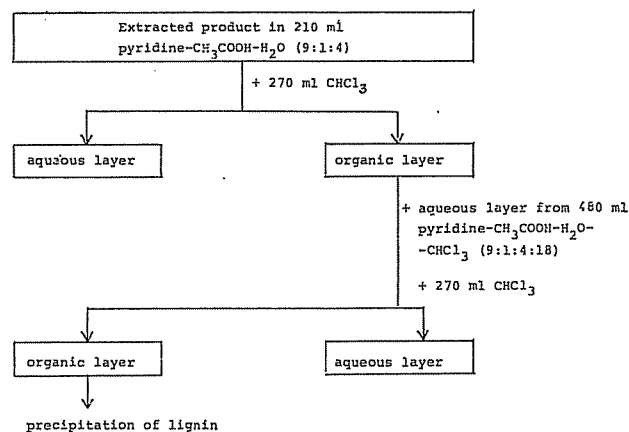 Extracted product in 210 ml
pyridine-CH3COOH-H2O (9:1:4)
+ 270 ml CHCl3
aquaous layer
organic layer
+ aqueous layer from 480 ml
pyridine-CH3COOH-H2O-
-CHCl3 (9:1:4:18)
+ 270 ml CHCl3
organic layer
aqueous layer
precipitation of lignin